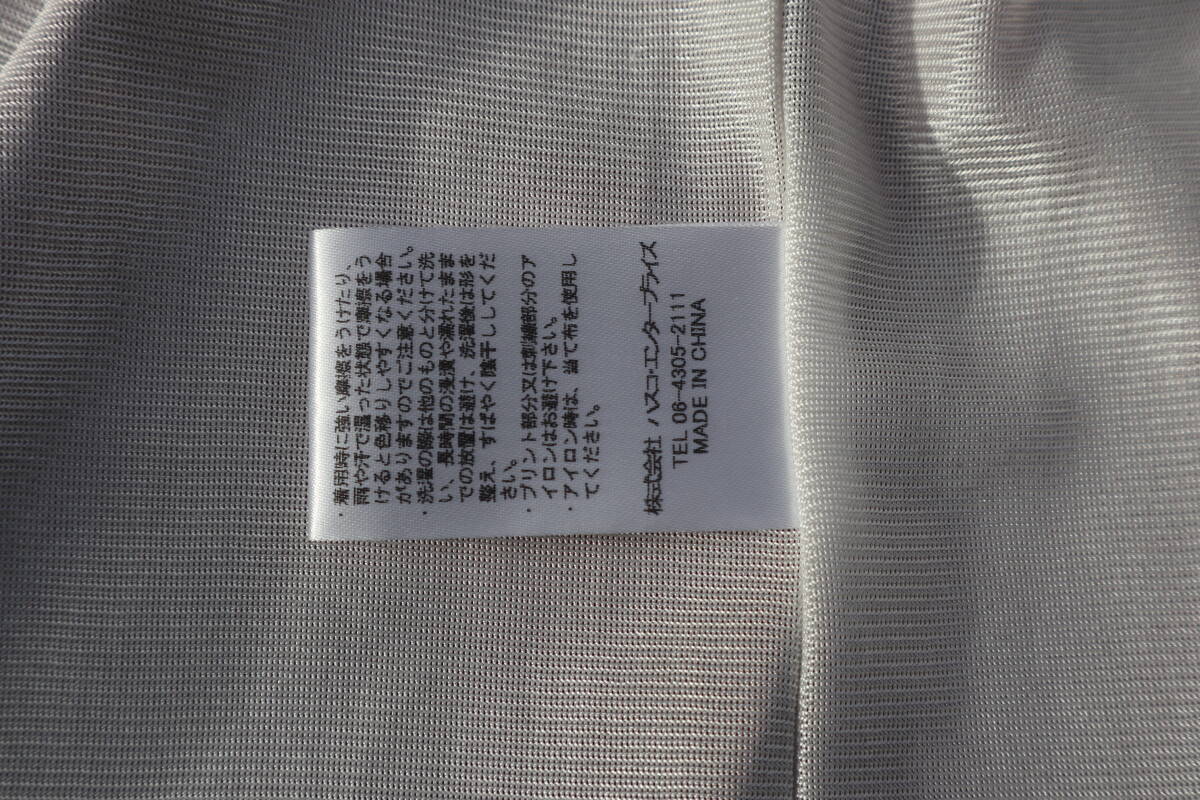 ・着用時に強い摩擦をうけたり、
雨や汗で湿った状態で摩擦をう
けると色移りしやすくなる場合
がありますのでご注意ください。
・洗濯の際は他のものと分けて洗
い、長時間の浸漬や濡れたまま
での放置は避け、洗濯後は形を
整え、すばやく陰干ししてくだ
さい。
・プリント部分又は刺繍部分のア
イロンはお避け下さい。
・アイロン時は、当て布を使用し
てください。
株式会社 ハスコ・エンタープライズ
TEL 06-4305-2111
MADE IN CHINA